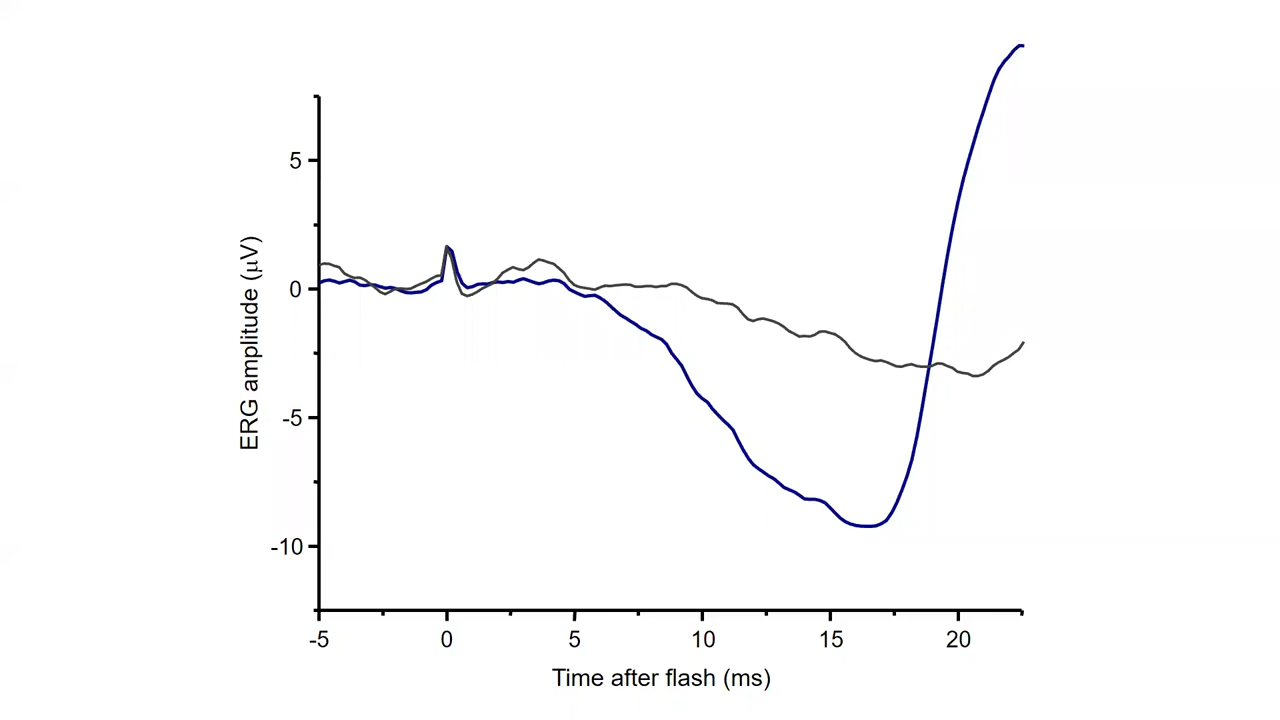 5
0
-5
-10
ERG amplitude (μV)
-5 0 5 10 15 20
Time after flash (ms)